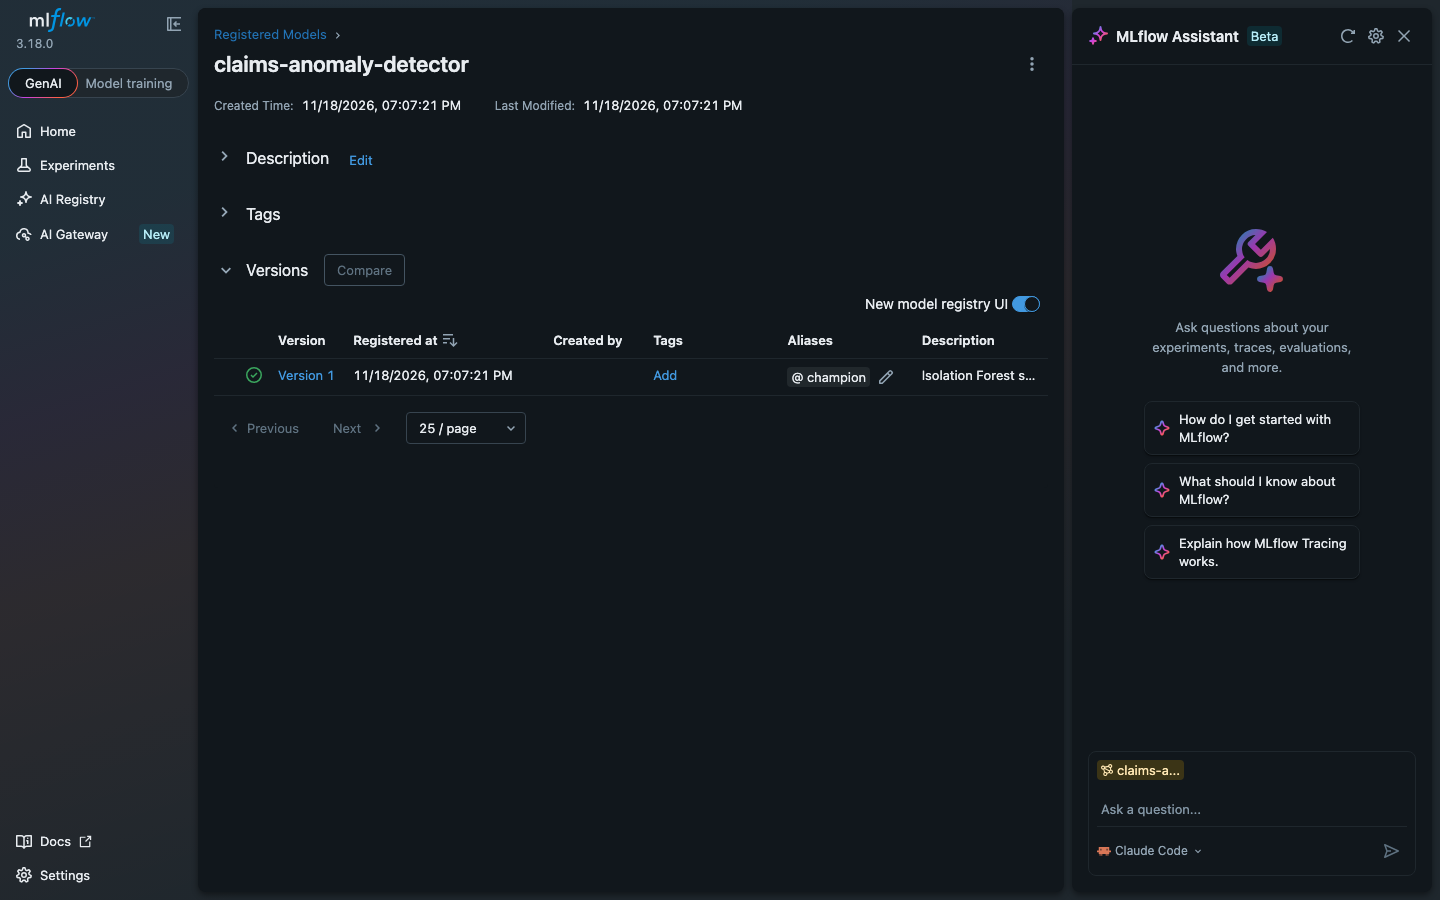 mlflow
3.18.0
GenAI
Model training
Home
Experiments
AI Registry
AI Gateway
New
Docs
Settings
Registered Models
claims-anomaly-detector
Created Time: 11/18/2026, 07:07:21 PM
Last Modified: 11/18/2026, 07:07:21 PM
Description
Edit
Tags
Versions
Compare
New model registry UI
Version
Registered at
Created by
Tags
Aliases
Description
Version 1
11/18/2026, 07:07:21 PM
Add
@ champion
Isolation Forest s...
Previous
Next
25 / page
MLflow Assistant
Beta
Ask questions about your
experiments, traces, evaluations,
and more.
How do I get started with
MLflow?
What should I know about
MLflow?
Explain how MLflow Tracing
works.
claims-a...
Ask a question...
Claude Code